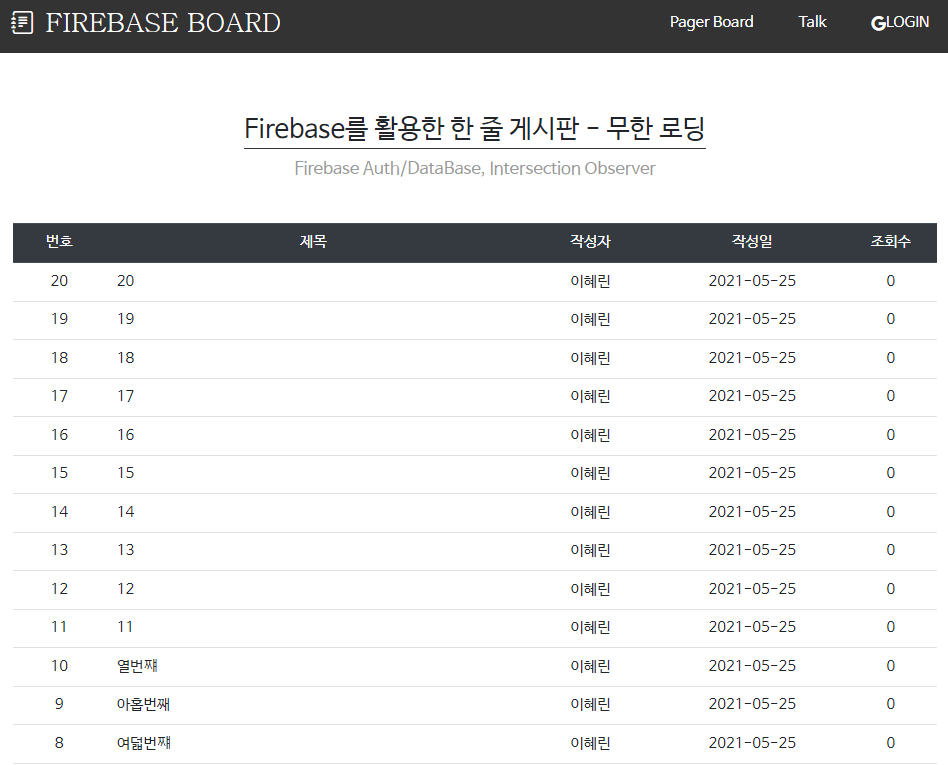 FIREBASE BOARD Pager Board Talk GLOGIN
Firebase를 활용한 한 줄 게시판 - 무한 로딩
Firebase Auth/DataBase, Intersection Observer
번호 제목 작성자 작성일 조회수
20 20 이혜린 2021-05-25 0
19 19 이혜린 2021-05-25 0
18 18 이혜린 2021-05-25 0
17 17 이혜린 2021-05-25 0
16 16 이혜린 2021-05-25 0
15 15 이혜린 2021-05-25 0
14 14 이혜린 2021-05-25 0
13 13 이혜린 2021-05-25 0
12 12 이혜린 2021-05-25 0
11 11 이혜린 2021-05-25 0
10 열번쨰 이혜린 2021-05-25 0
9 아홉번째 이혜린 2021-05-25 0
8 여덟번쨰 이혜린 2021-05-25 0